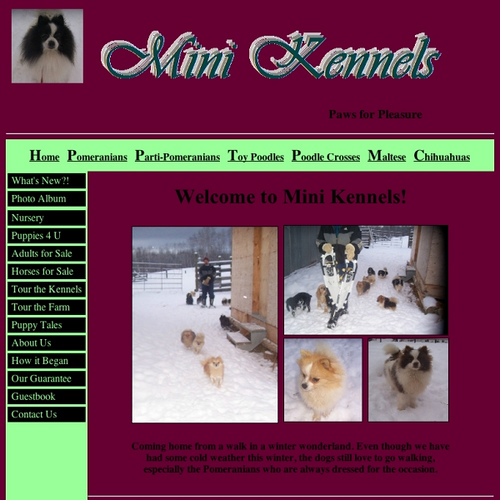 Mini Kennels
Paws for Pleasure
Home Pomeranians Parti-Pomeranians Toy Poodles Poodle Crosses Maltese Chihuahuas
What's New?!
Photo Album
Nursery
Puppies 4 U
Adults for Sale
Horses for Sale
Tour the Kennels
Tour the Farm
Puppy Tales
About Us
How it Began
Our Guarantee
Guestbook
Contact Us
Welcome to Mini Kennels!
Coming home from a walk in a winter wonderland. Even though we have
had some cold weather this winter, the dogs still love to go walking,
especially the Pomeranians who are always dressed for the occasion.